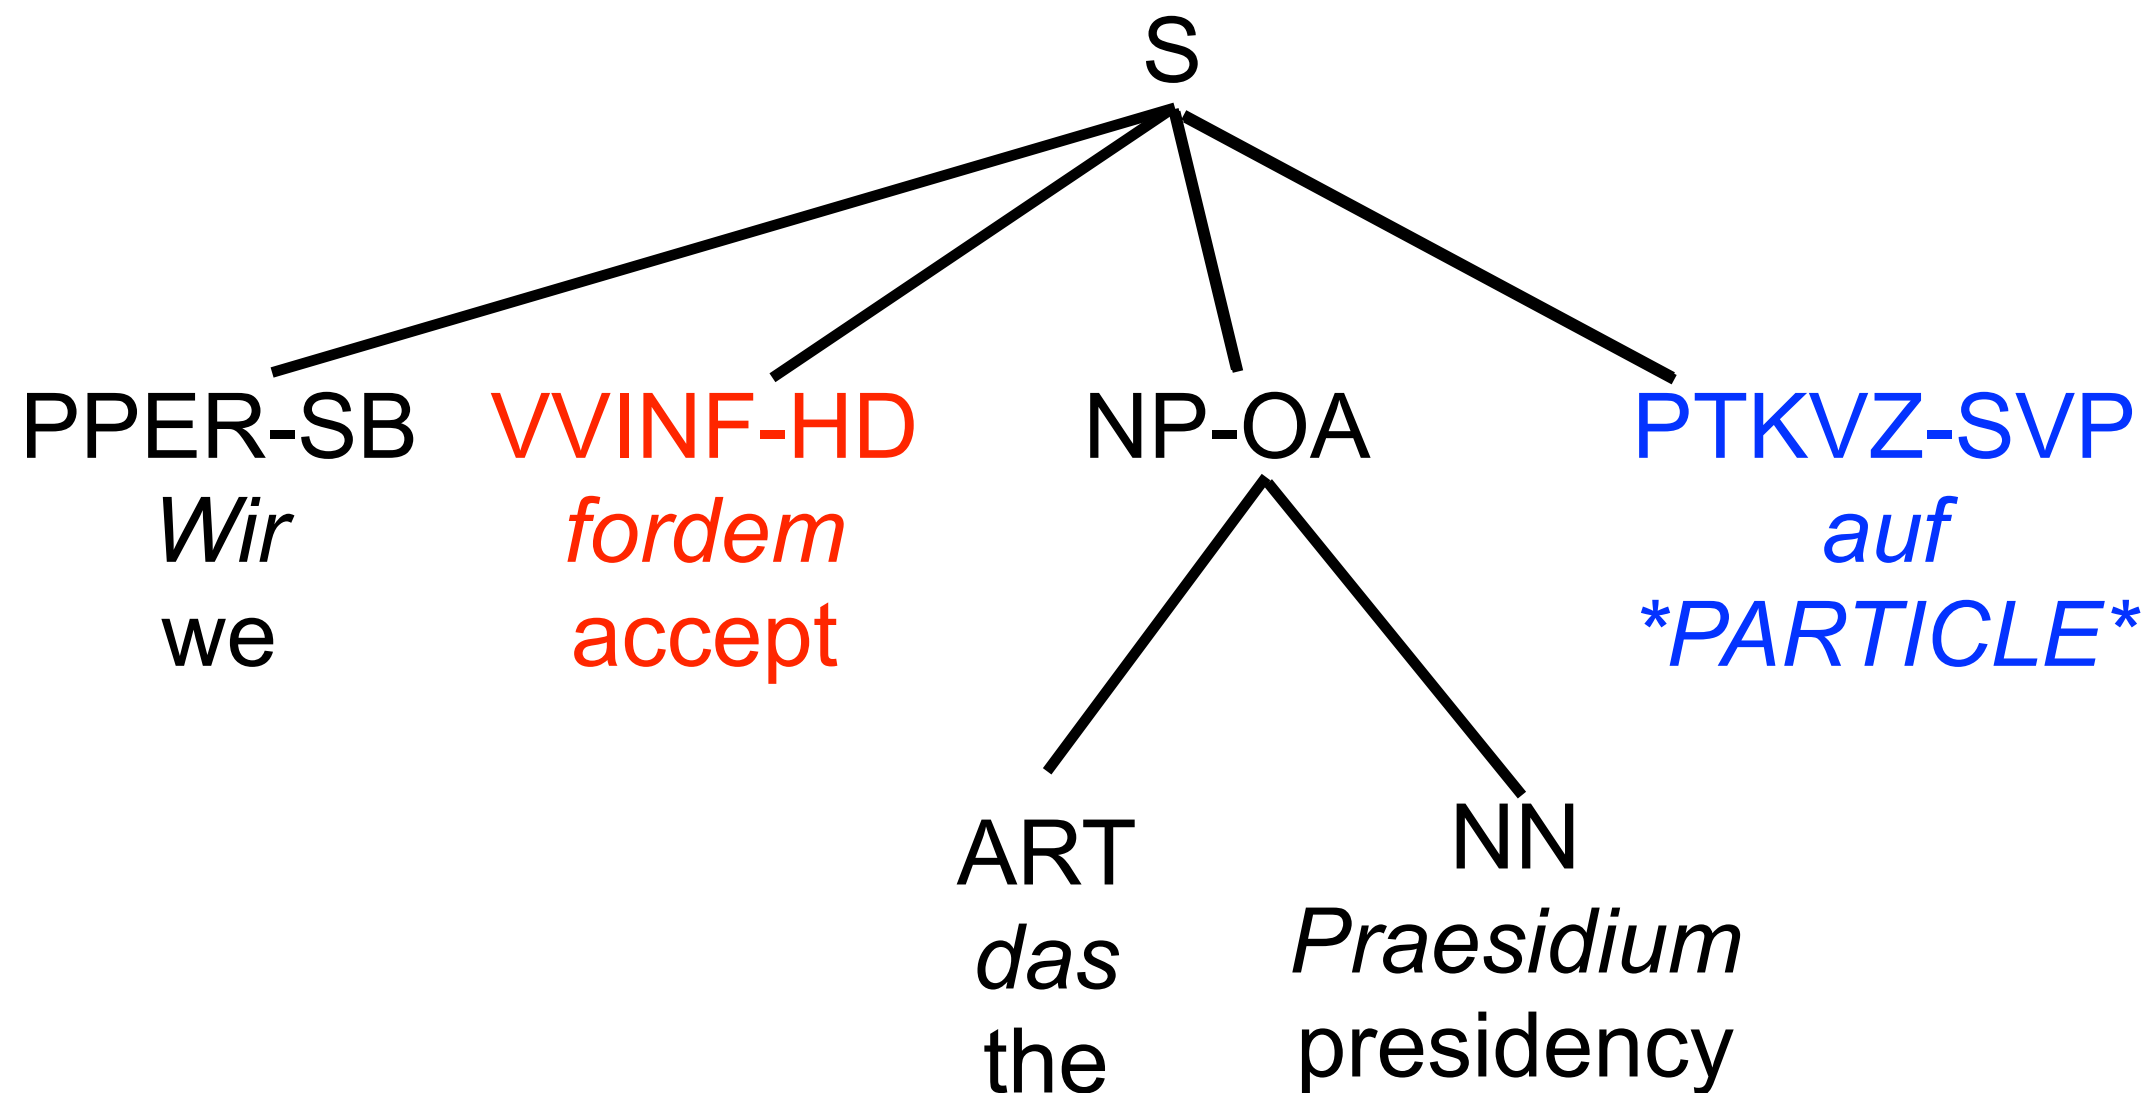 S
PPER-SB VVINF-HD NP-OA PTKVZ-SVP
Wir fordem auf
we accept *PARTICLE*
ART NN
das Praesidium
the presidency